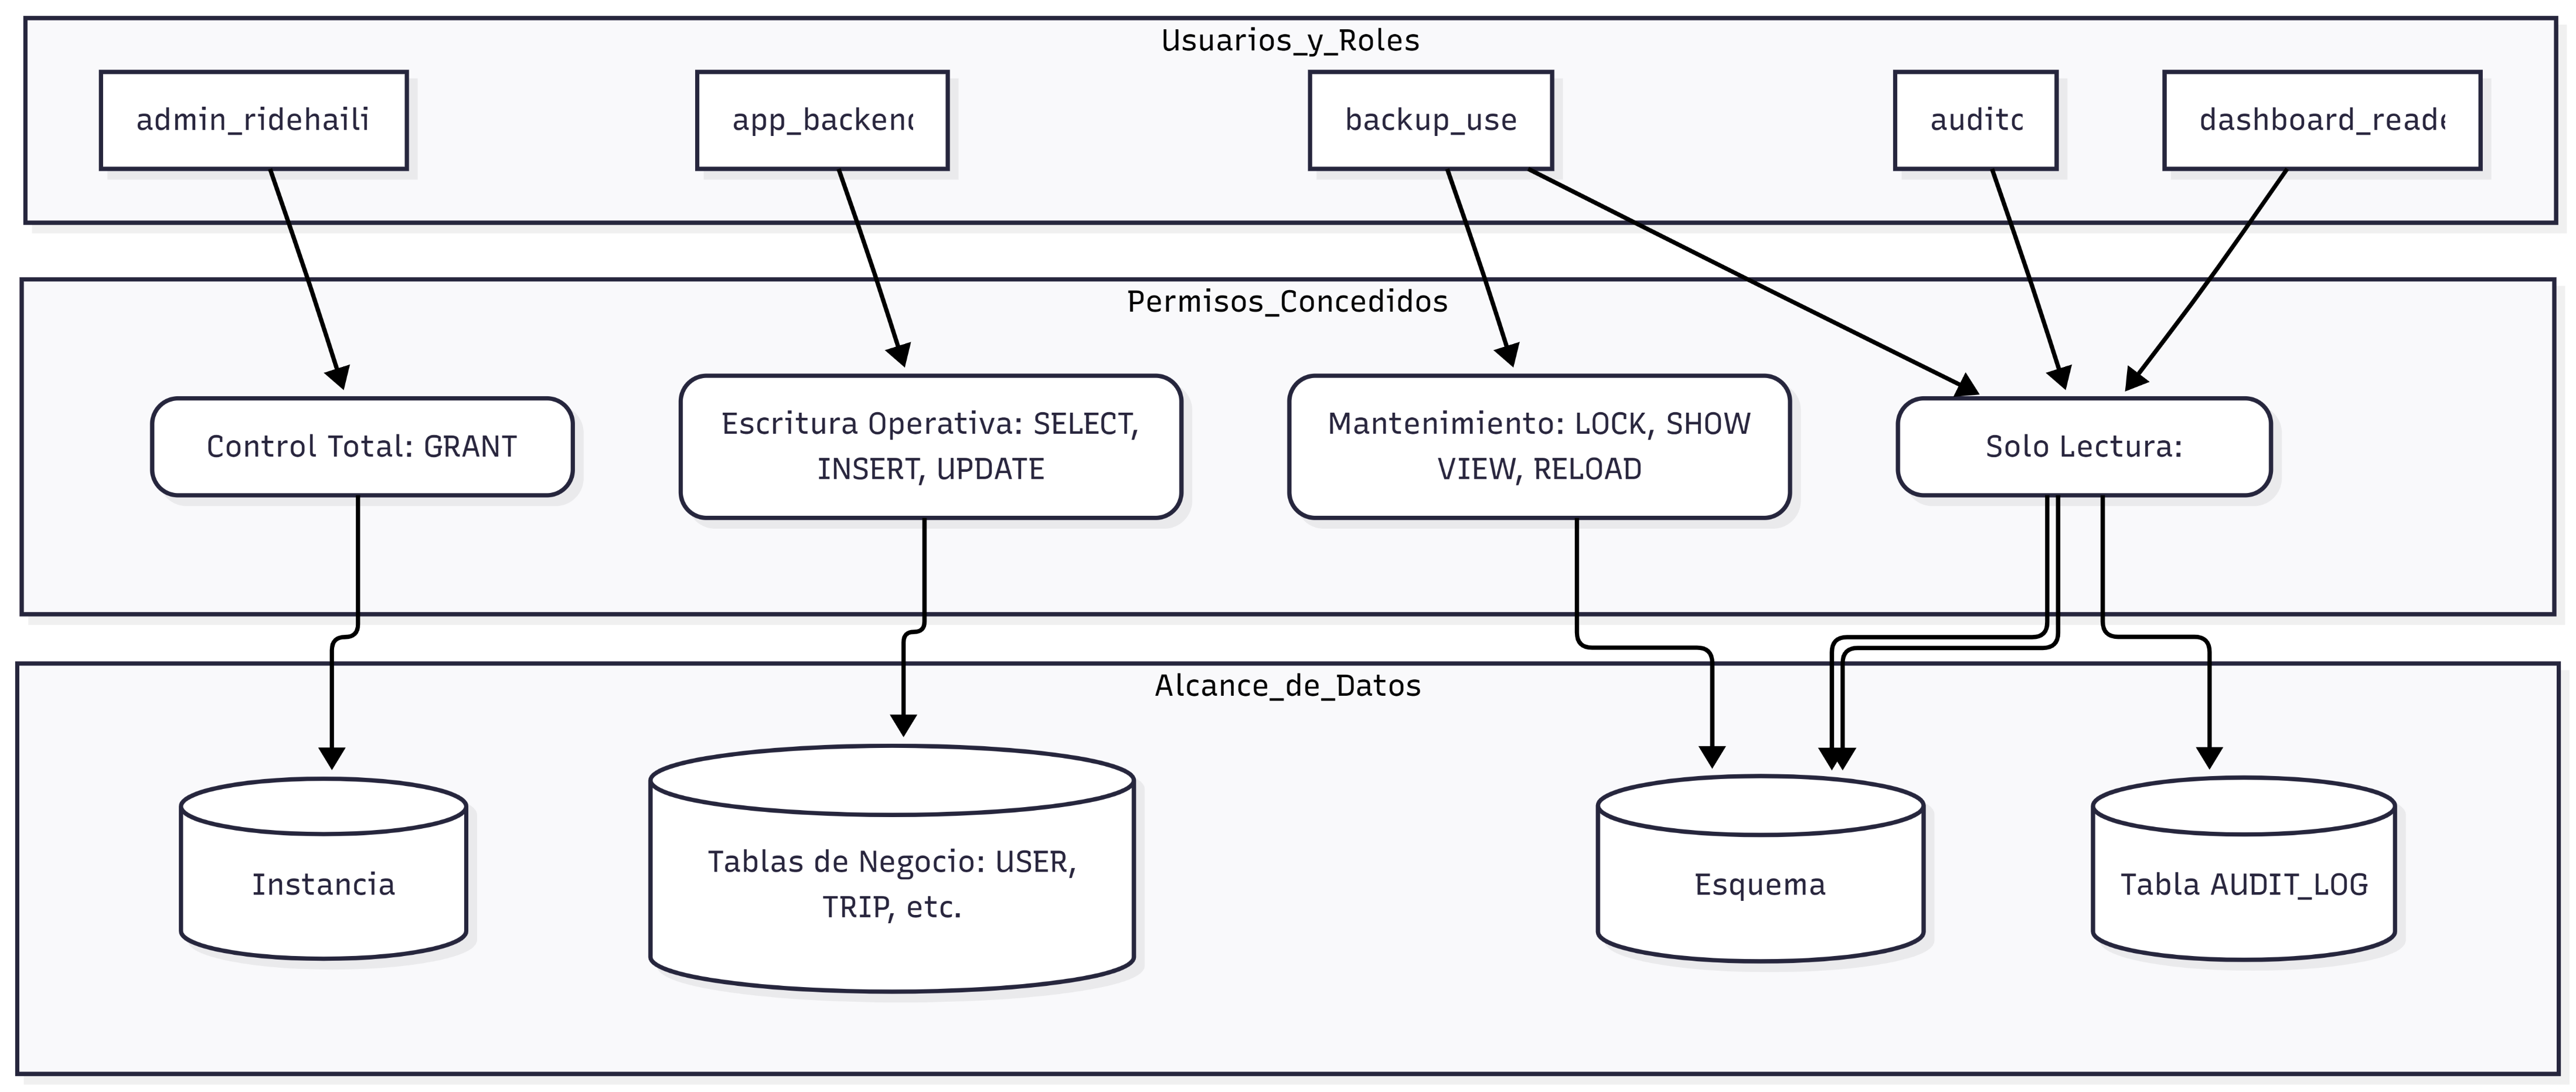 Usuarios_y_Roles
admin_ridehaili
app_backen
backup_use
auditc
dashboard_reade
Permisos_Concedidos
Control Total: GRANT
Escritura Operativa: SELECT,
INSERT, UPDATE
Mantenimiento: LOCK, SHOW
VIEW, RELOAD
Solo Lectura:
Alcance_de_Datos
Instancia
Tablas de Negocio: USER,
TRIP, etc.
Esquema
Tabla AUDIT_LOG